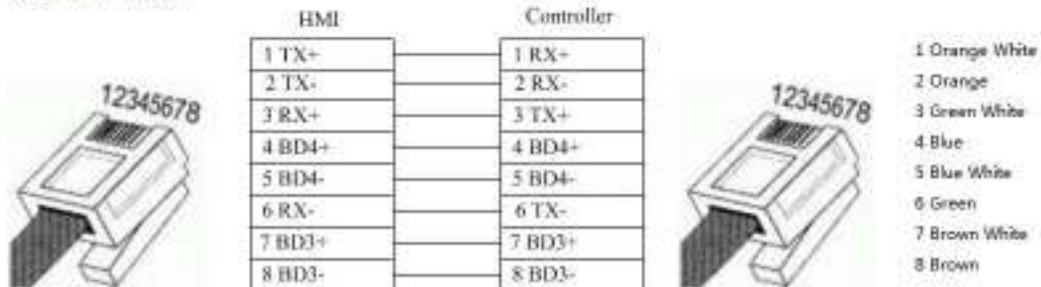 HMI
1 TX+
2 TX-
3 RX+
4 BD4+
5 BD4-
6 RX-
7 BD3+
8 BD3-
Controller
1 RX+
2 RX-
3 TX+
4 BD4+
5 BD4-
6 TX-
7 BD3+
8 BD3-
12345678
12345678
1 Orange White
2 Orange
3 Green White
4 Blue
5 Blue White
6 Green
7 Brown White
8 Brown